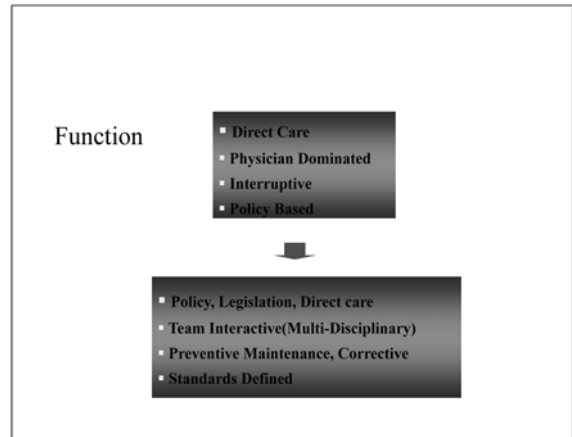 Function
▪ Direct Care
▪ Physician Dominated
▪ Interruptive
▪ Policy Based
▪ Policy, Legislation, Direct care
▪ Team Interactive(Multi-Disciplinary)
▪ Preventive Maintenance, Corrective
▪ Standards Defined